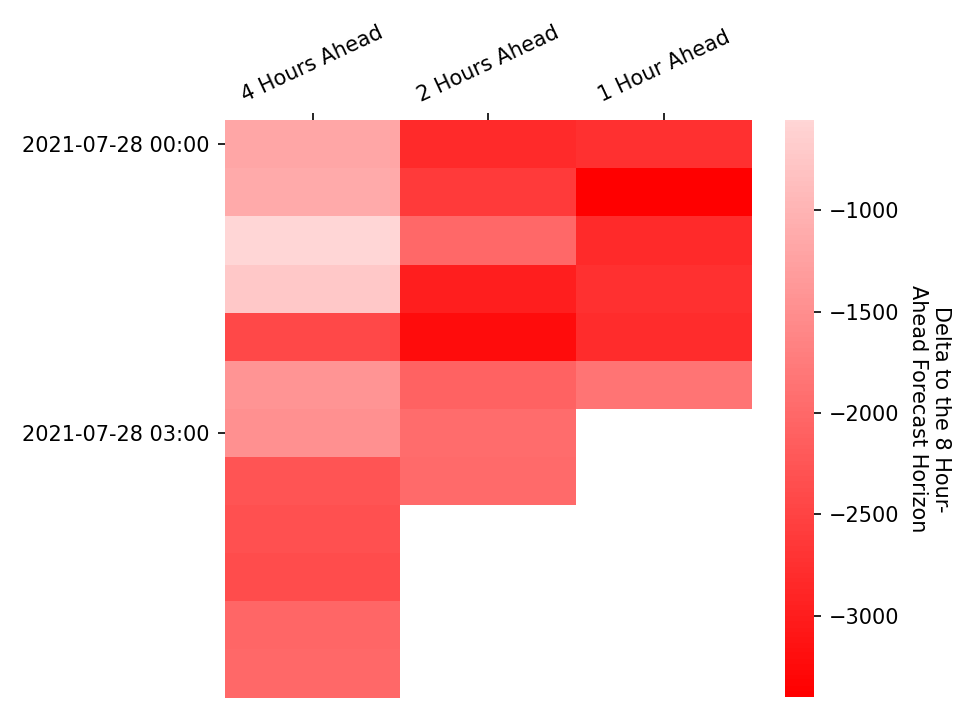 4 Hours Ahead
2 Hours Ahead
1 Hour Ahead
2021-07-28 00:00
2021-07-28 03:00
−1000
−1500
−2000
−2500
−3000
Delta to the 8 Hour-
Ahead Forecast Horizon